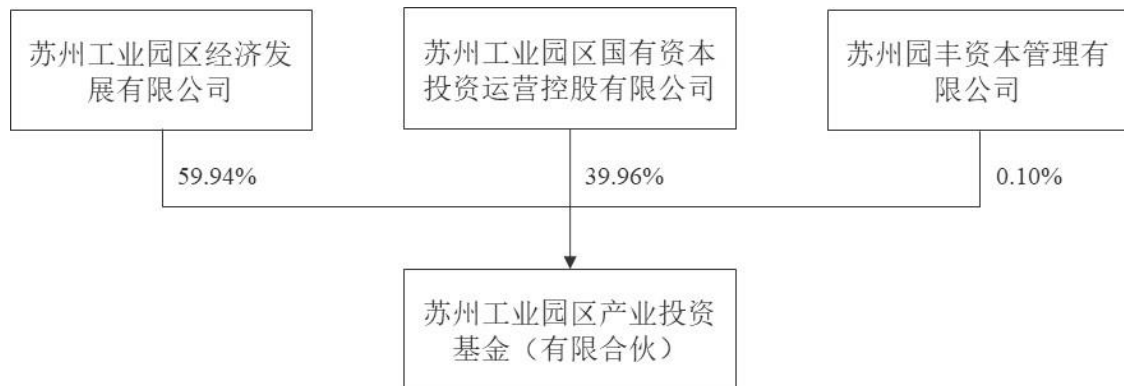 苏州工业园区经济发
展有限公司
苏州工业园区国有资本
投资运营控股有限公司
苏州园丰资本管理有
限公司
59.94%
39.96%
0.10%
苏州工业园区产业投资
基金（有限合伙）